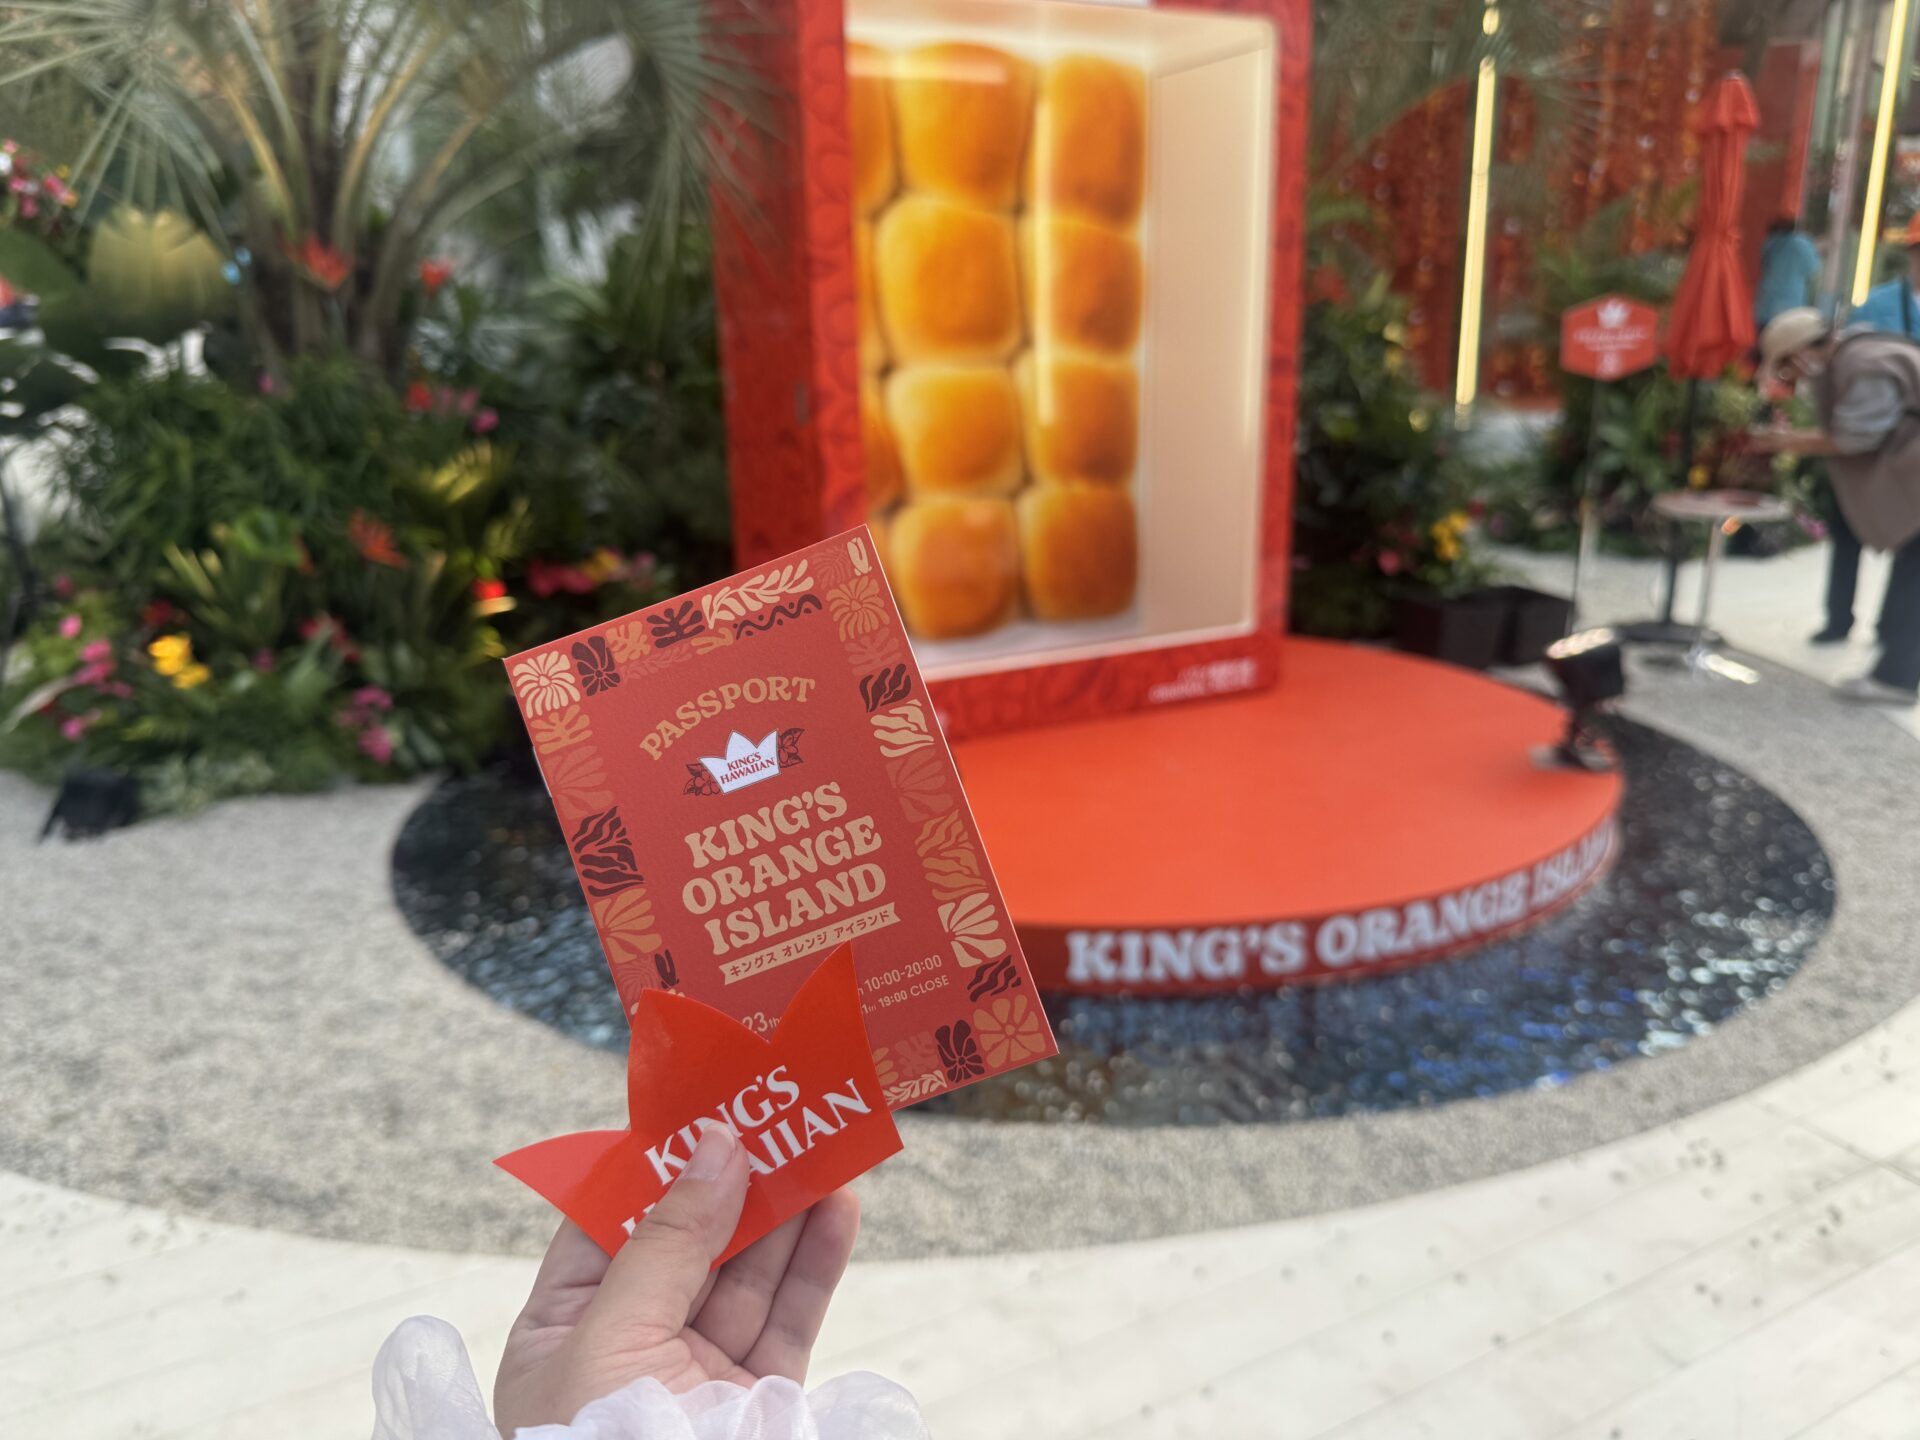 PASSPORT
KING'S
HAWAIIAN
KING'S
ORANGE
ISLAND
キングス オレンジ アイランド
10:00-20:00
19:00 CLOSE
23th
KING'S
KING'S ORANGE ISLAND